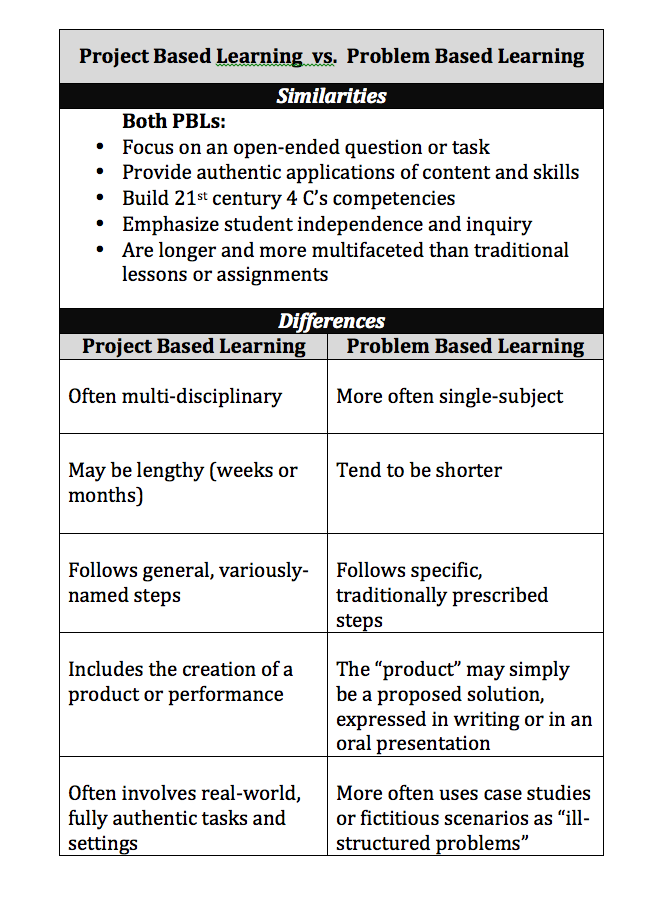 Project Based Learning vs. Problem Based Learning
Similarities
Both PBLs:
• Focus on an open-ended question or task
• Provide authentic applications of content and skills
• Build 21st century 4 C’s competencies
• Emphasize student independence and inquiry
• Are longer and more multifaceted than traditional
lessons or assignments
Differences
Project Based Learning
Problem Based Learning
Often multi-disciplinary
More often single-subject
May be lengthy (weeks or
months)
Tend to be shorter
Follows general, variously-
named steps
Follows specific,
traditionally prescribed
steps
Includes the creation of a
product or performance
The “product” may simply
be a proposed solution,
expressed in writing or in an
oral presentation
Often involves real-world,
fully authentic tasks and
settings
More often uses case studies
or fictitious scenarios as “ill-
structured problems”